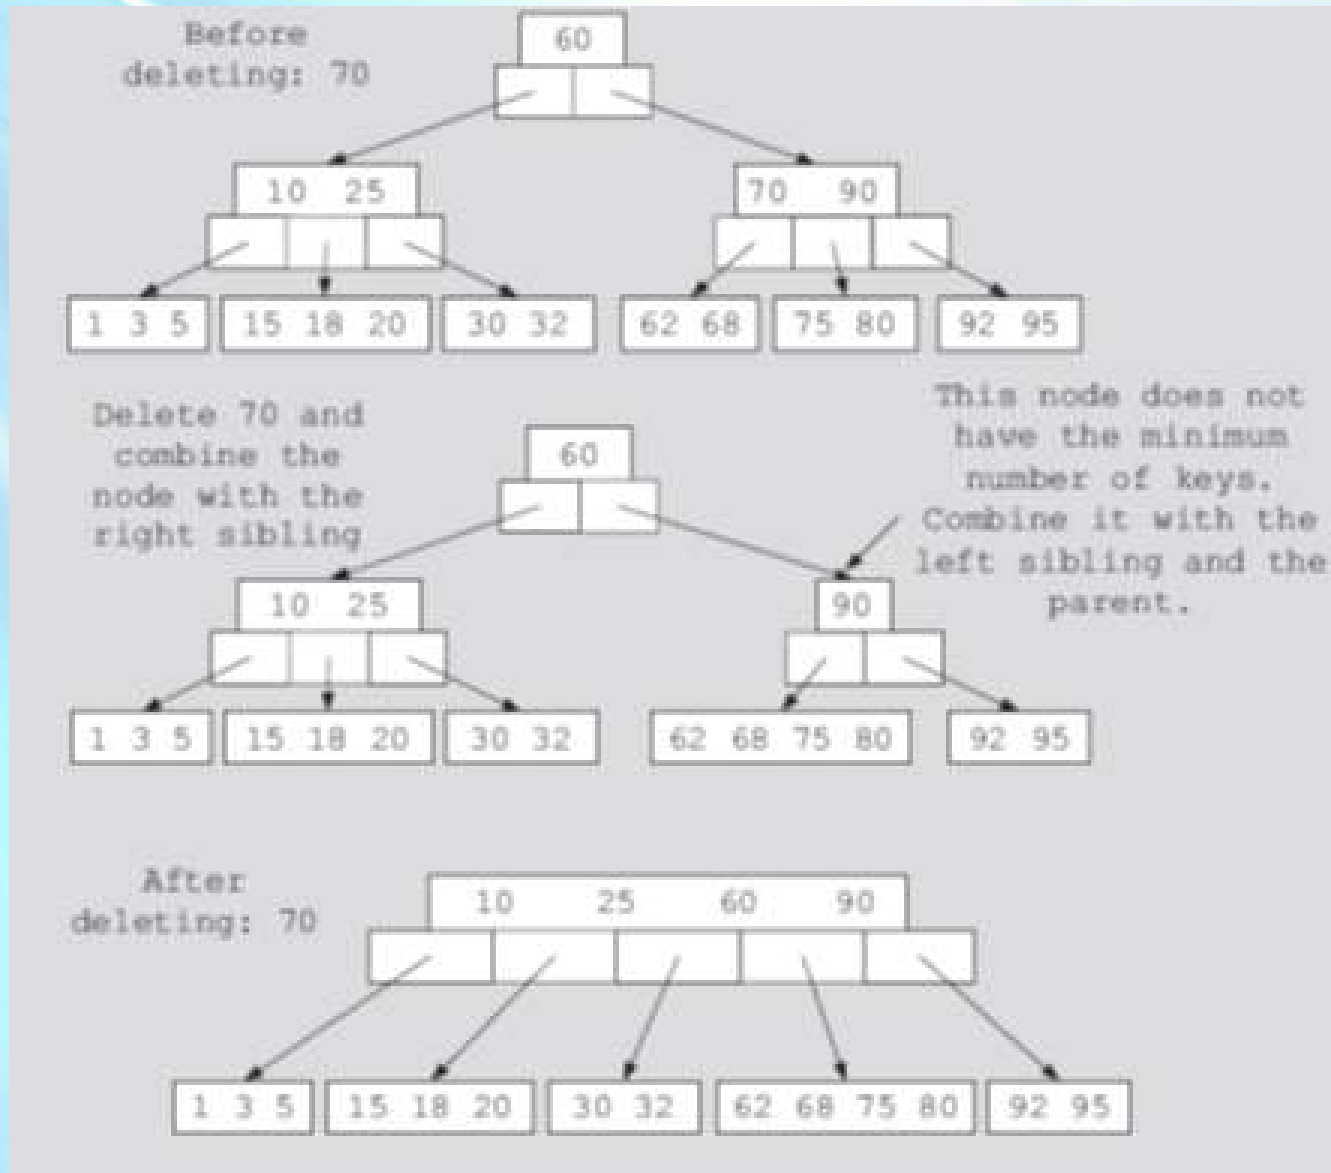 Before
deleting: 70
60
10 25
70 90
1 3 5
15 18 20
30 32
62 68
75 80
92 95
Delete 70 and
combine the
node with the
right sibling
This node does not
have the minimum
number of keys.
Combine it with the
left sibling and the
parent.
60
10 25
90
1 3 5
15 18 20
30 32
62 68 75 80
92 95
After
deleting: 70
10 25 60 90
1 3 5
15 18 20
30 32
62 68 75 80
92 95